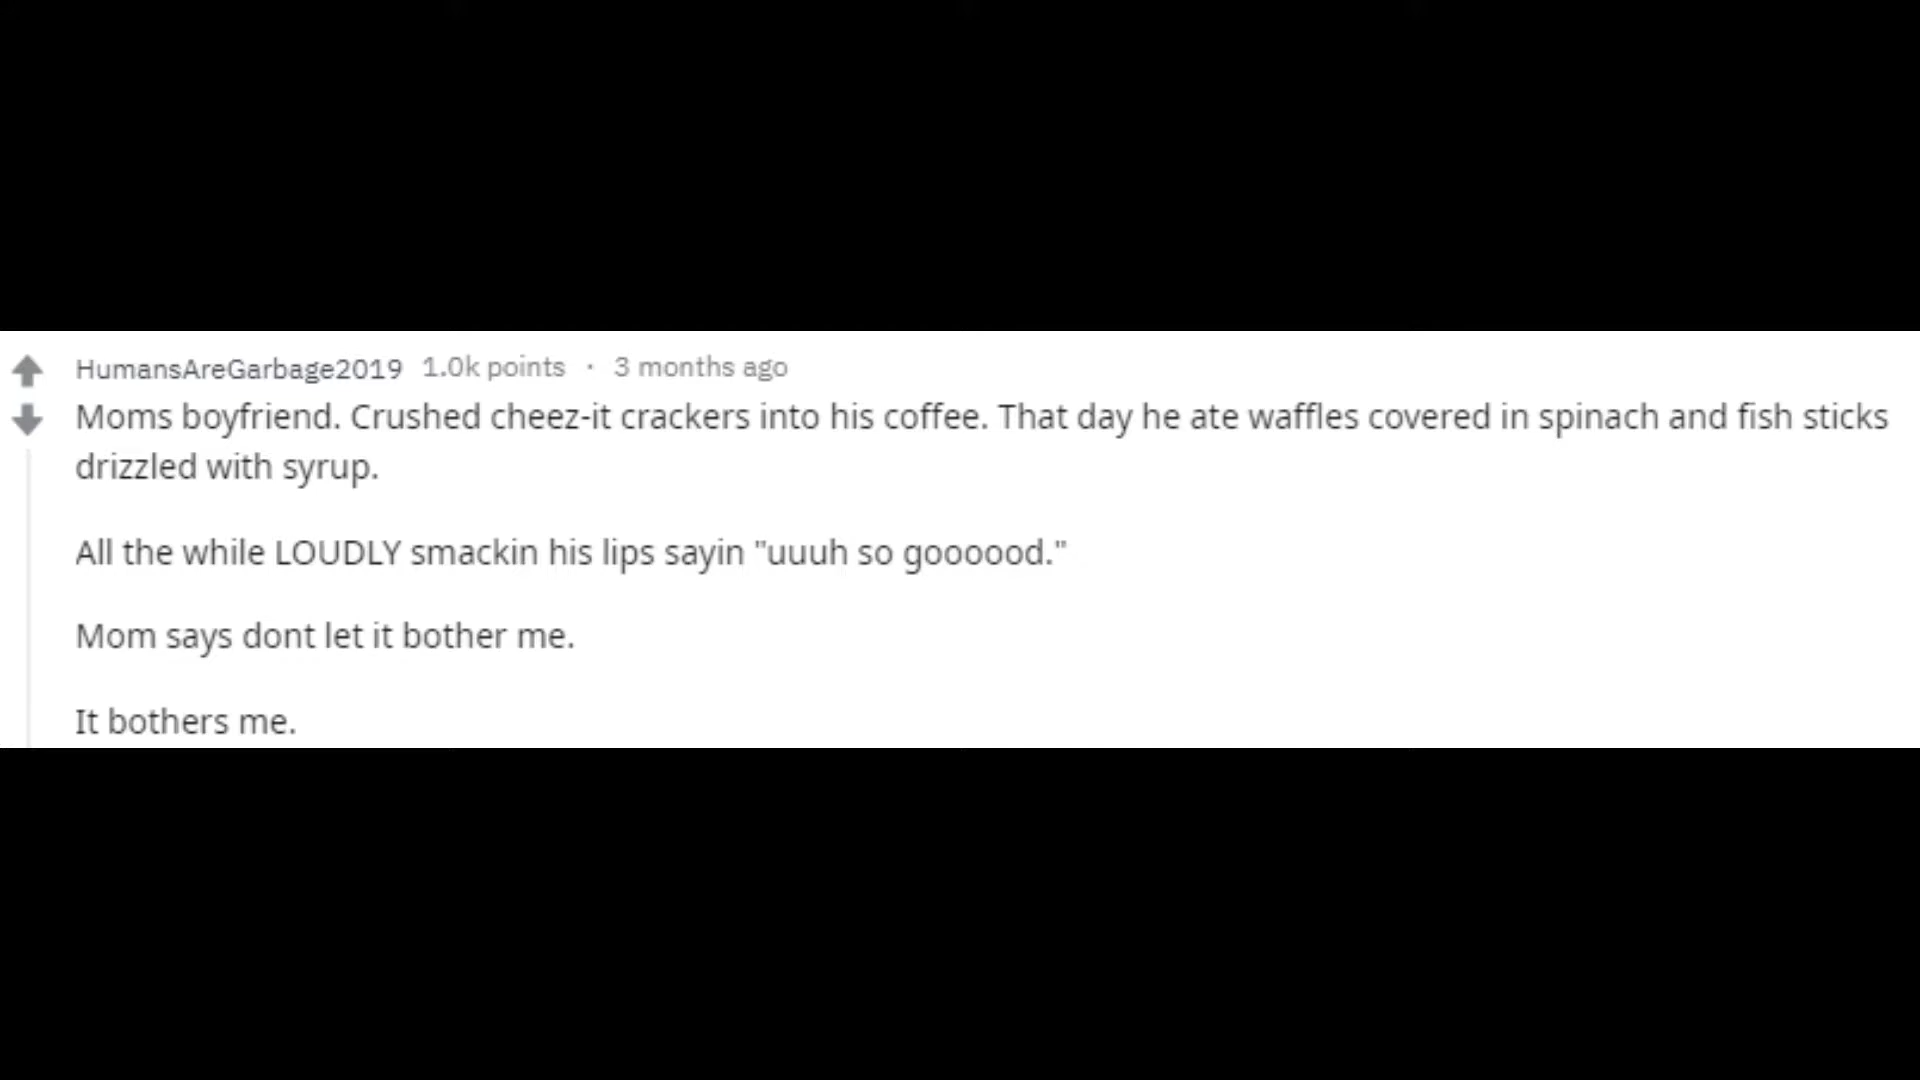 HumansAreGarbage2019 1.0k points · 3 months ago
Moms boyfriend. Crushed cheez-it crackers into his coffee. That day he ate waffles covered in spinach and fish sticks
drizzled with syrup.
All the while LOUDLY smackin his lips sayin "uuuh so goooood."
Mom says dont let it bother me.
It bothers me.